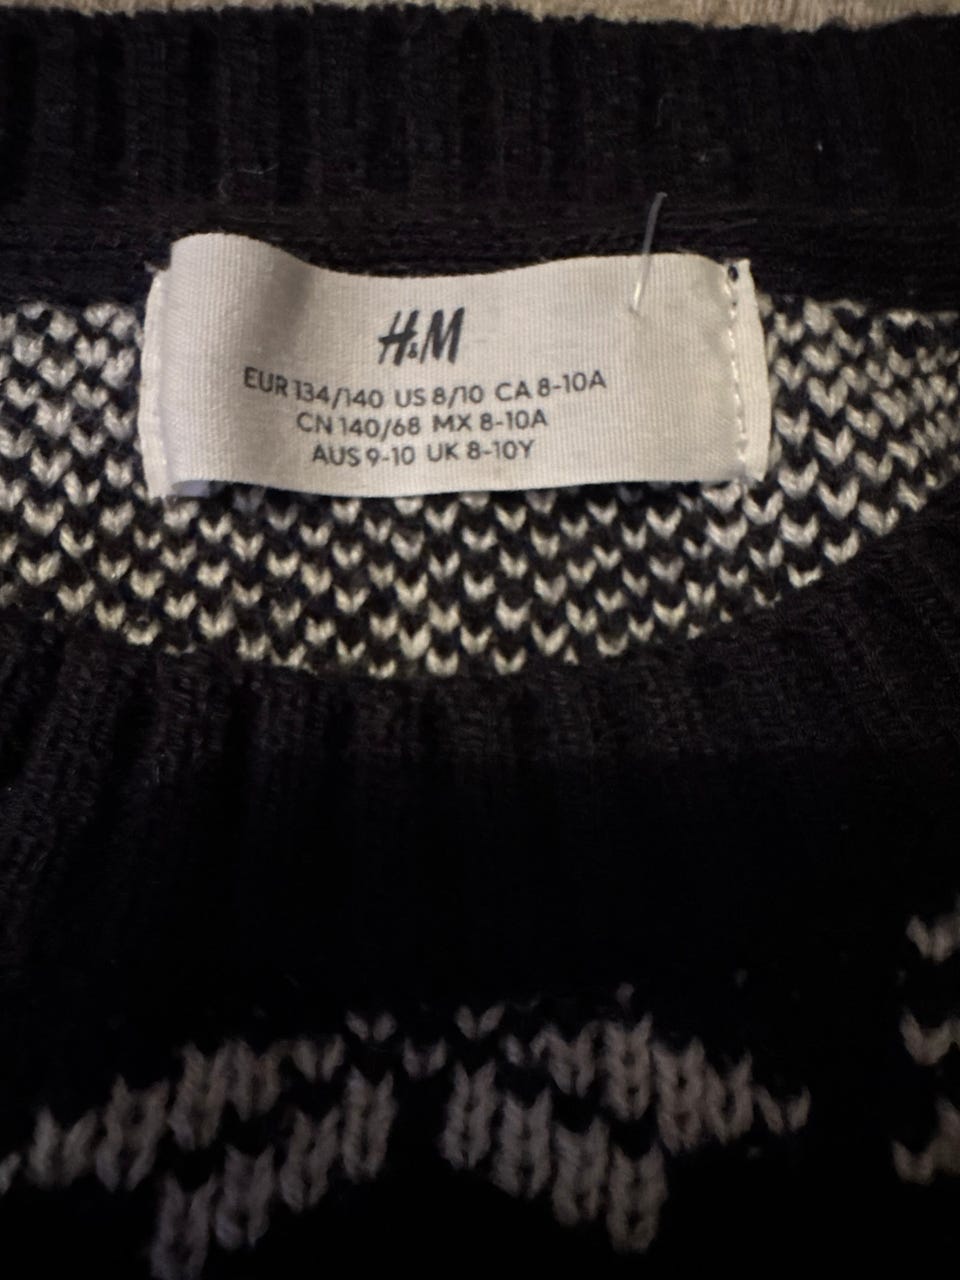 H&M
EUR 134/140 US 8/10 CA 8-10A
CN 140/68 MX 8-10A
AUS 9-10 UK 8-10Y